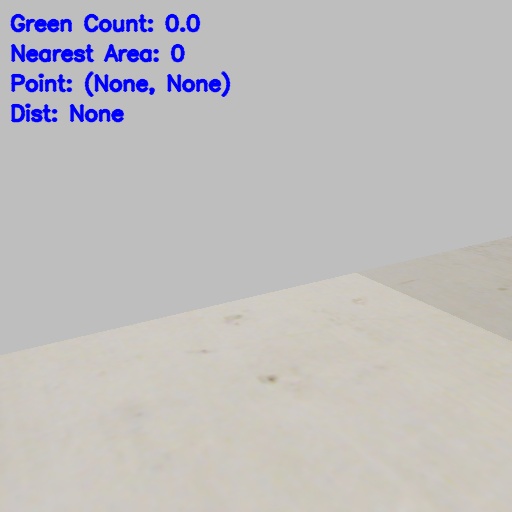 Green Count: 0.0
Nearest Area: 0
Point: (None, None)
Dist: None